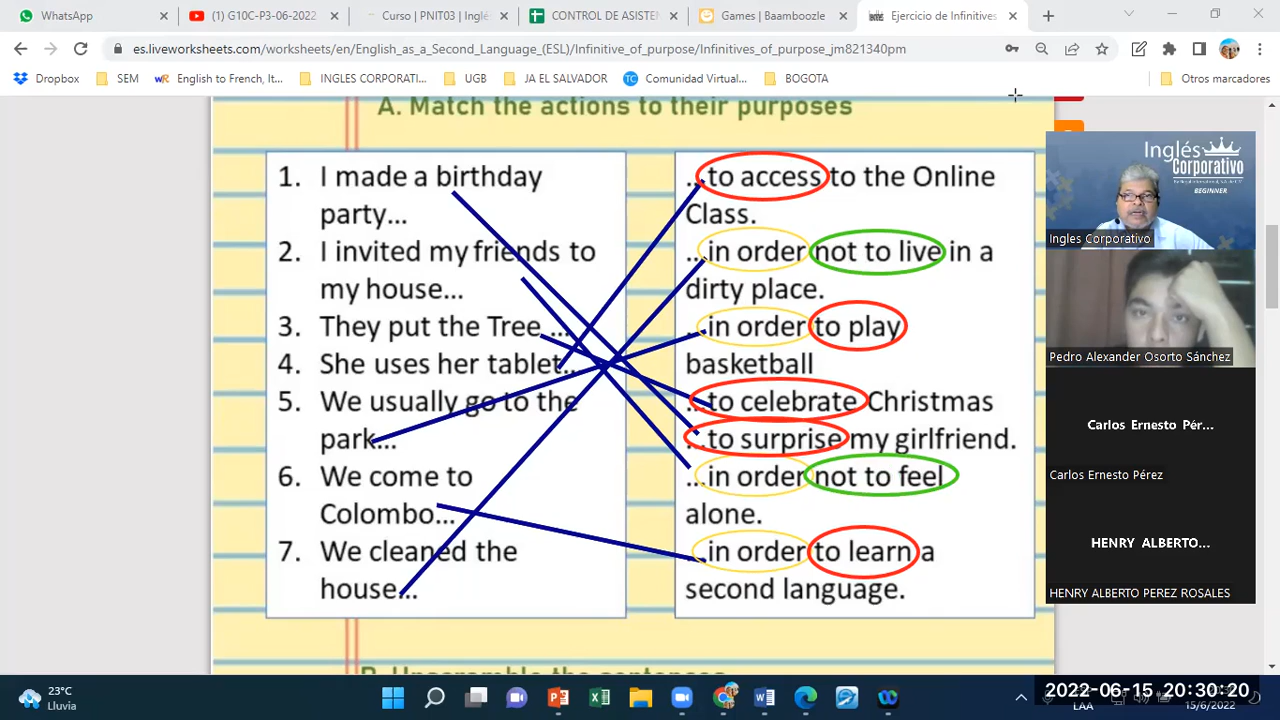 WhatsApp
(1) G10C-P3-06-2022
Curso | PNIT03 | Inglé
CONTROL DE ASISTE
Games | Baamboozle
Ejercicio de Infinitives
es.liveworksheets.com/worksheets/en/English_as_a_Second_Language_(ESL)/Infinitive_of_purpose/Infinitives_of_purpose_jm821340pm
Dropbox
SEM
English to French, It...
INGLES CORPORATI...
UGB
JA EL SALVADOR
Comunidad Virtual...
BOGOTA
Otros marcadores
A. Match the actions to their purposes
1. I made a birthday
party...
2. I invited my friends to
my house...
3. They put the Tree ...
4. She uses her tablet...
5. We usually go to the
park...
6. We come to
Colombo...
7. We cleaned the
house...
...to access to the Online
Class.
...in order not to live in a
dirty place.
...in order to play
basketball
...to celebrate Christmas
...to surprise my girlfriend.
...in order not to feel
alone.
...in order to learn a
second language.
B. Unscramble the sentences
Inglés
Corporativo
BEGINNER
Ingles Corporativo
Pedro Alexander Osorto Sánchez
Carlos Ernesto Pér...
Carlos Ernesto Pérez
HENRY ALBERTO...
HENRY ALBERTO PEREZ ROSALES
23°C
Lluvia
LAA
2022-06-15 20:30:20
15/6/2022